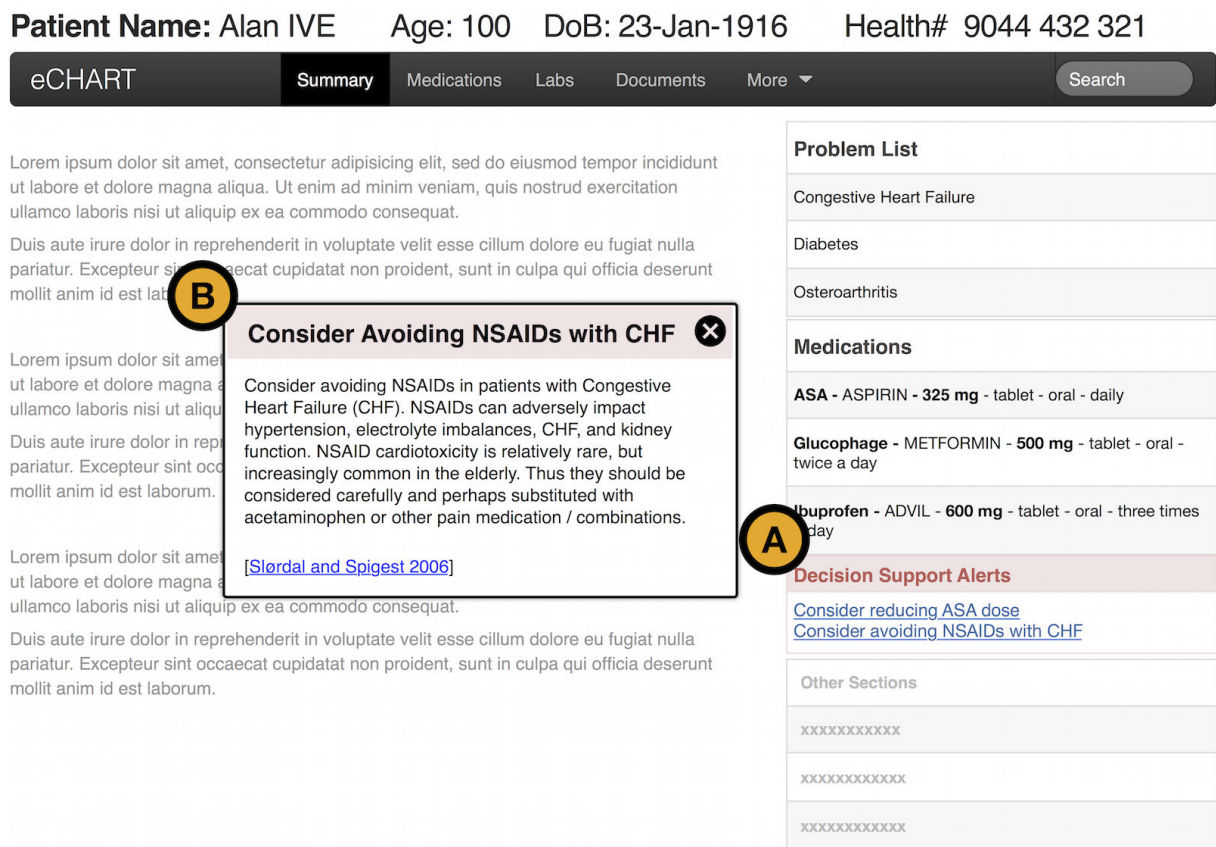 Patient Name: Alan IVE Age: 100 DoB: 23-Jan-1916 Health# 9044 432 321
eCHART Summary Medications Labs Documents More Search
Lorem ipsum dolor sit amet, consectetur adipisicing elit, sed do eiusmod tempor incididunt
ut labore et dolore magna aliqua. Ut enim ad minim veniam, quis nostrud exercitation
ullamco laboris nisi ut aliquip ex ea commodo consequat.
Duis aute irure dolor in reprehenderit in voluptate velit esse cillum dolore eu fugiat nulla
pariatur. Excepteur cupidatat non proident, sunt in culpa qui officia deserunt
mollit anim id est
B
Consider Avoiding NSAIDs with CHF
Consider avoiding NSAIDs in patients with Congestive
Heart Failure (CHF). NSAIDs can adversely impact
hypertension, electrolyte imbalances, CHF, and kidney
function. NSAID cardiotoxicity is relatively rare, but
increasingly common in the elderly. Thus they should be
considered carefully and perhaps substituted with
acetaminophen or other pain medication / combinations.
[Slørdal and Spigest 2006]
Lorem ipsum dolor sit amet
ut labore et dolore magna
ullamco laboris nisi ut
Duis aute irure dolor in
pariatur. Excepteur sint
mollit anim id est laborum.
Lorem ipsum dolor sit amet
ut labore et dolore magna
ullamco laboris nisi ut aliquip ex ea commodo consequat.
Duis aute irure dolor in reprehenderit in voluptate velit esse cillum dolore eu fugiat nulla
pariatur. Excepteur sint occaecat cupidatat non proident, sunt in culpa qui officia deserunt
mollit anim id est laborum.
Problem List
Congestive Heart Failure
Diabetes
Osteroarthritis
Medications
ASA - ASPIRIN - 325 mg - tablet - oral - daily
Glucophage - METFORMIN - 500 mg - tablet - oral -
twice a day
Ibuprofen - ADVIL - 600 mg - tablet - oral - three times
day
A
Decision Support Alerts
Consider reducing ASA dose
Consider avoiding NSAIDs with CHF
Other Sections
xxxxxxxxxxx
xxxxxxxxxxxx
xxxxxxxxxxxx